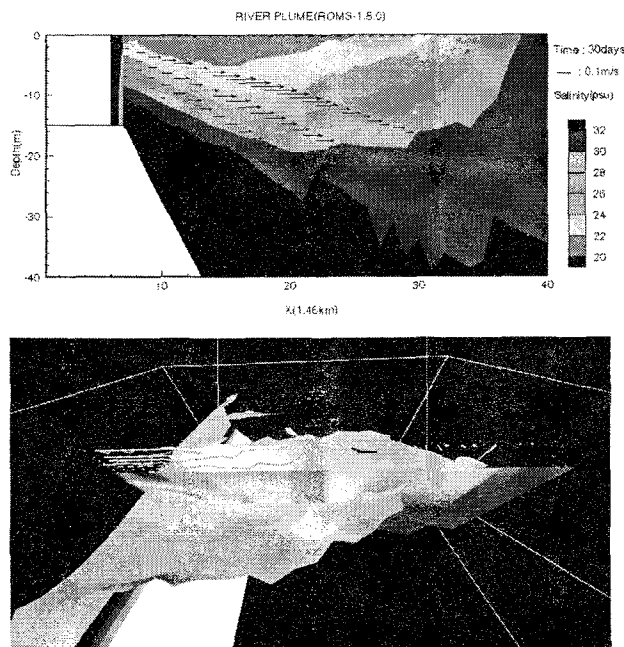 RIVER PLUME(ROMS-1.5.0)
Time : 30days
— : 0.1m/s
Salinity(psu)
32
30
28
26
24
22
20
0
-10
-20
-30
-40
Depth(m)
10
20
30
40
X(1.46km)